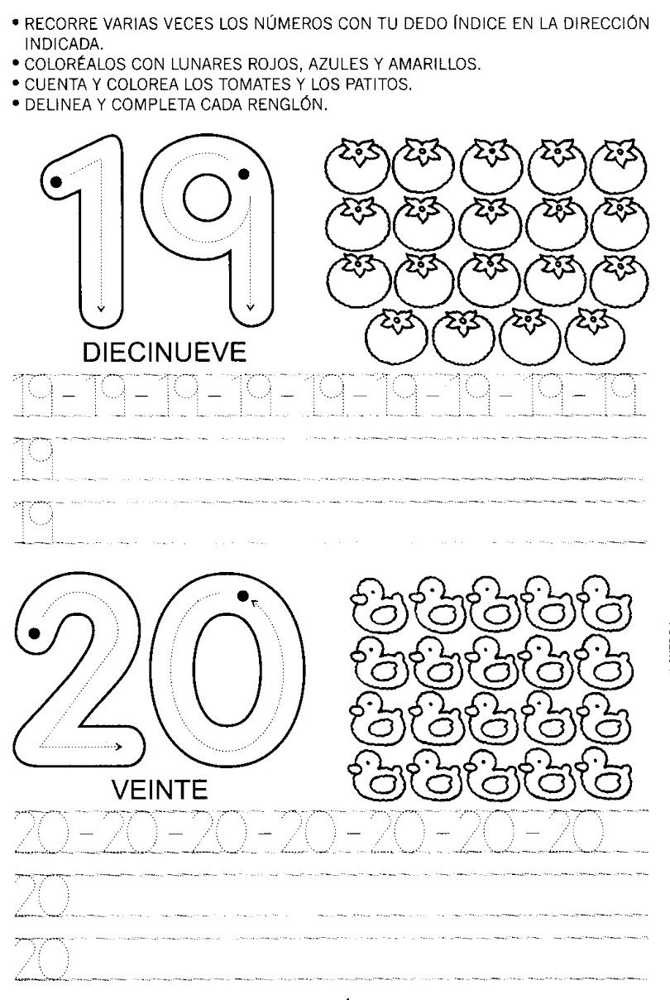 • RECORRE VARIAS VECES LOS NÚMEROS CON TU DEDO ÍNDICE EN LA DIRECCIÓN
INDICADA.
• COLORÉALOS CON LUNARES ROJOS, AZULES Y AMARILLOS.
• CUENTA Y COLOREA LOS TOMATES Y LOS PATITOS.
• DELINEA Y COMPLETA CADA RENGLÓN.
19
DIECINUEVE
19-19-19-19-19-19-19-19-19
19
19
20
VEINTE
20-20-20-20-20-20-20
20
20